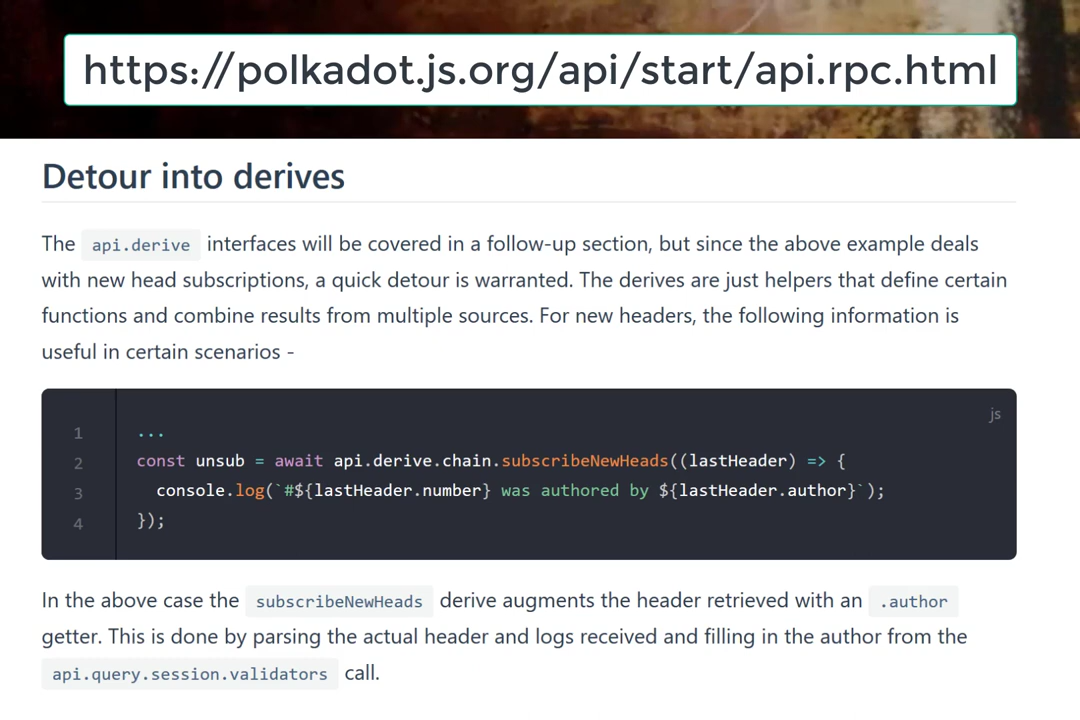 https://polkadot.js.org/api/start/api.rpc.html
Detour into derives
The api.derive interfaces will be covered in a follow-up section, but since the above example deals
with new head subscriptions, a quick detour is warranted. The derives are just helpers that define certain
functions and combine results from multiple sources. For new headers, the following information is
useful in certain scenarios -
js
1 ...
2 const unsub = await api.derive.chain.subscribeNewHeads((lastHeader) => {
3   console.log(`#${lastHeader.number} was authored by ${lastHeader.author}`);
4 });
In the above case the subscribeNewHeads derive augments the header retrieved with an .author
getter. This is done by parsing the actual header and logs received and filling in the author from the
api.query.session.validators call.